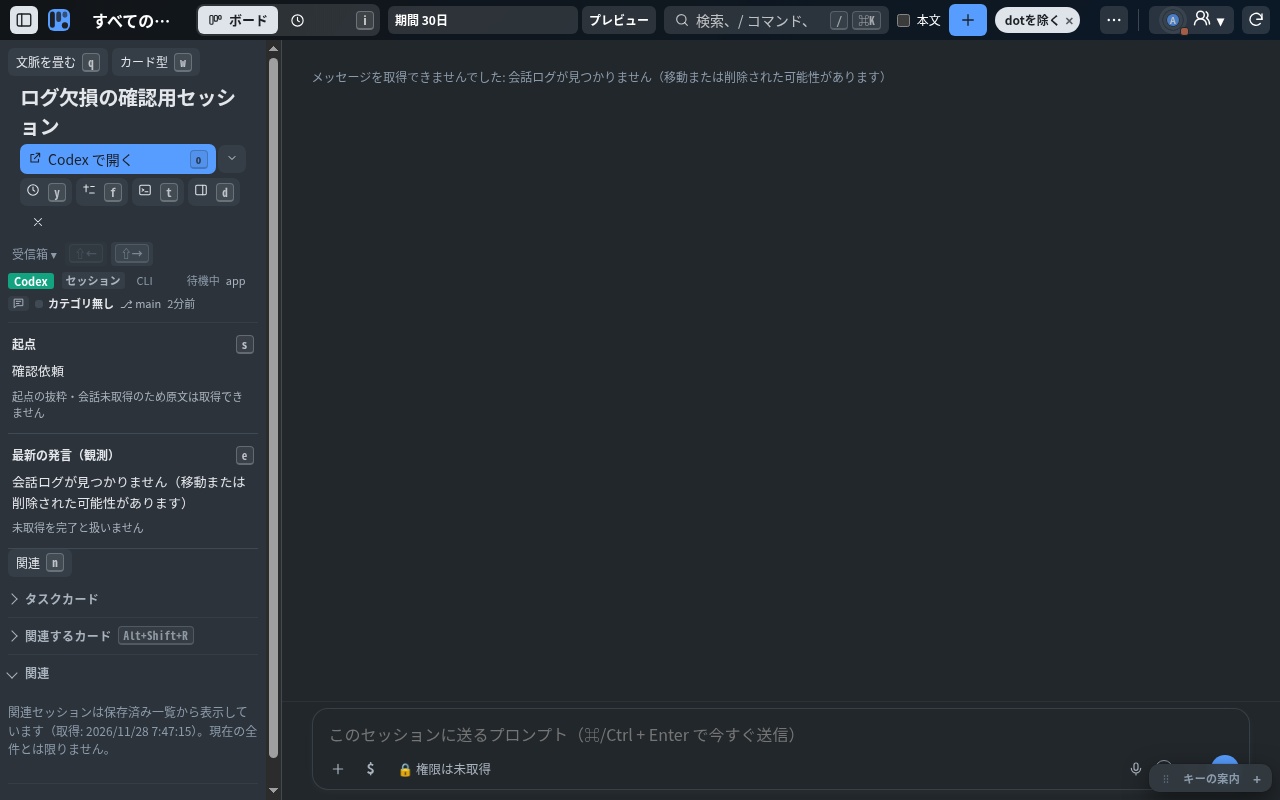 すべての…
ボード
i
期間 30日
プレビュー
検索、/ コマンド、
/
⌘K
本文
+
dotを除く ×
…
A
文脈を畳む q
カード型 w
ログ欠損の確認用セッシ
ョン
Codex で開く o
y
f
t
d
×
受信箱 ▾
⇧←
⇧→
Codex セッション CLI 待機中 app
カテゴリ無し ⎇ main 2分前
起点 s
確認依頼
起点の抜粋・会話未取得のため原文は取得でき
ません
最新の発言（観測） e
会話ログが見つかりません（移動または
削除された可能性があります）
未取得を完了と扱いません
関連 n
タスクカード
関連するカード Alt+Shift+R
関連
関連セッションは保存済み一覧から表示して
います（取得: 2026/11/28 7:47:15）。現在の全
件とは限りません。
メッセージを取得できませんでした: 会話ログが見つかりません（移動または削除された可能性があります）
このセッションに送るプロンプト（⌘/Ctrl + Enter で今すぐ送信）
+ $ 🔒 権限は未取得
キーの案内 +